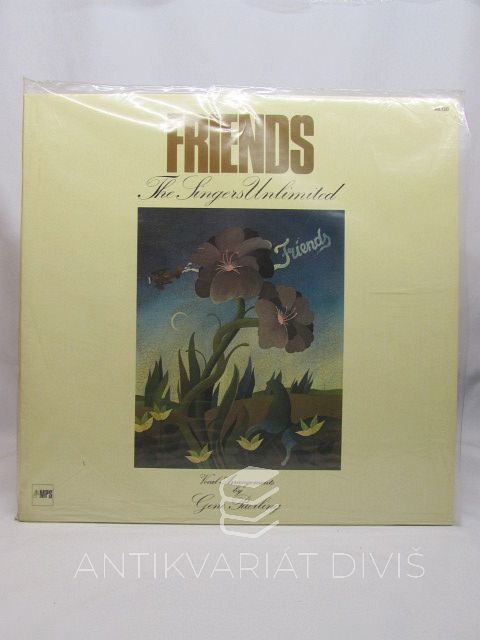 FRIENDS
The Singers Unlimited
Friends
Vocal Arrangements
by
Gene Puerling
MPS
ANTIKVARIÁT DIVIŠ